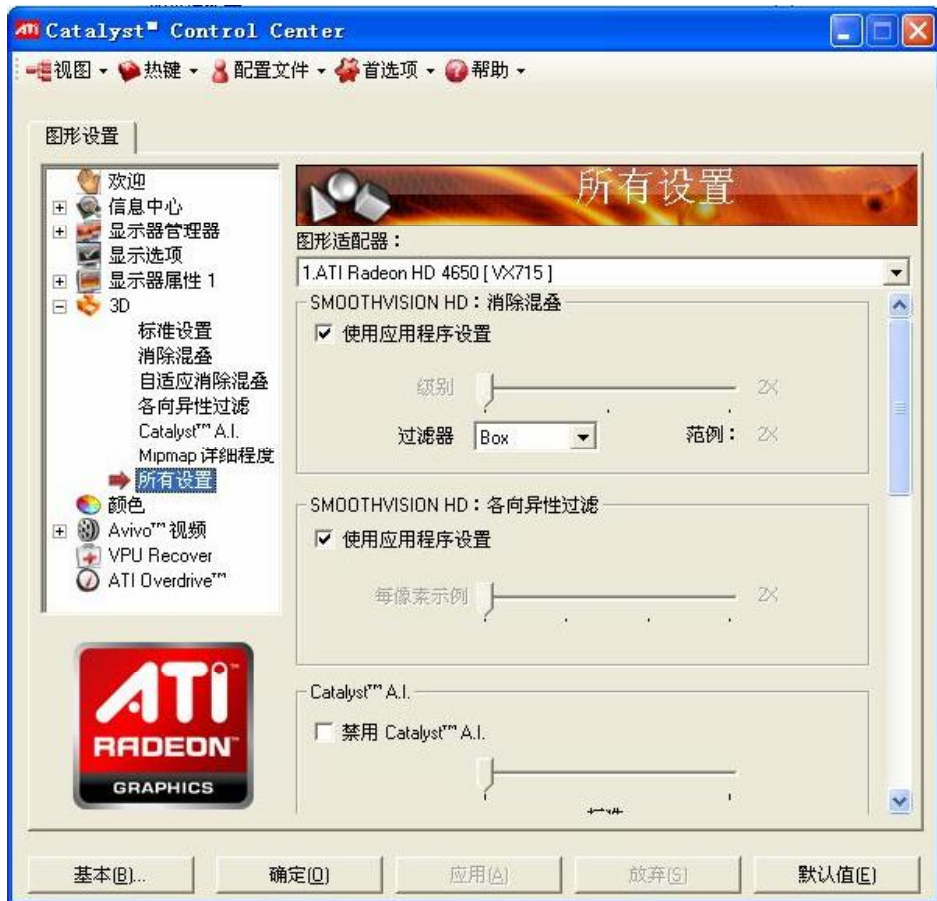 Catalyst™ Control Center
视图 热键 配置文件 首选项 帮助
图形设置
欢迎
信息中心
显示器管理器
显示选项
显示器属性 1
3D
标准设置
消除混叠
自适应消除混叠
各向异性过滤
Catalyst™ A.I.
Mipmap 详细程度
所有设置
颜色
Avivo™ 视频
VPU Recover
ATI Overdrive™
ATI
RADEON
GRAPHICS
所有设置
图形适配器：
1.ATI Radeon HD 4650 [ VX715 ]
SMOOTHVISION HD：消除混叠
使用应用程序设置
级别 2X
过滤器 Box 范例： 2X
SMOOTHVISION HD：各向异性过滤
使用应用程序设置
每像素示例 2X
Catalyst™ A.I.
禁用 Catalyst™ A.I.
基本(B)... 确定(O) 应用(A) 放弃(S) 默认值(E)